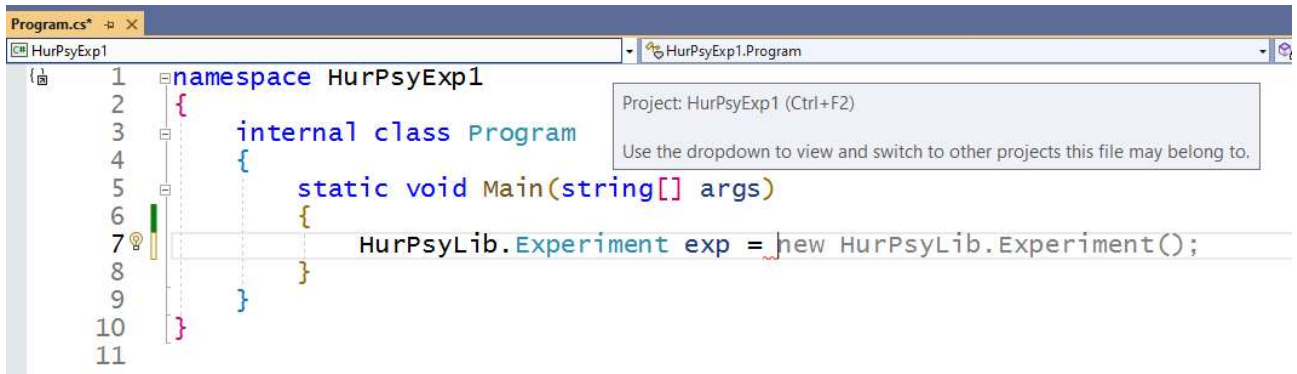 Program.cs*
C# HurPsyExp1
HurPsyExp1.Program
1 namespace HurPsyExp1
2 {
3 internal class Program
4 {
5 static void Main(string[] args)
6 {
7 HurPsyLib.Experiment exp = new HurPsyLib.Experiment();
8 }
9 }
10 }
11
Project: HurPsyExp1 (Ctrl+F2)
Use the dropdown to view and switch to other projects this file may belong to.